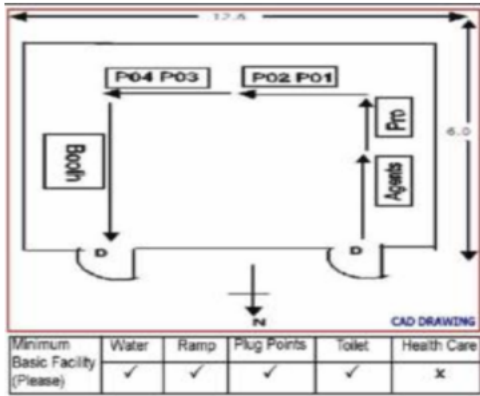 12.6
P04 P03
P02 P01
Pro
6.0
Booth
Agents
D
D
N
CAD DRAWING
Minimum Basic Facility (Please)
Water
Ramp
Plug Points
Toilet
Health Care
✓
✓
✓
✓
x